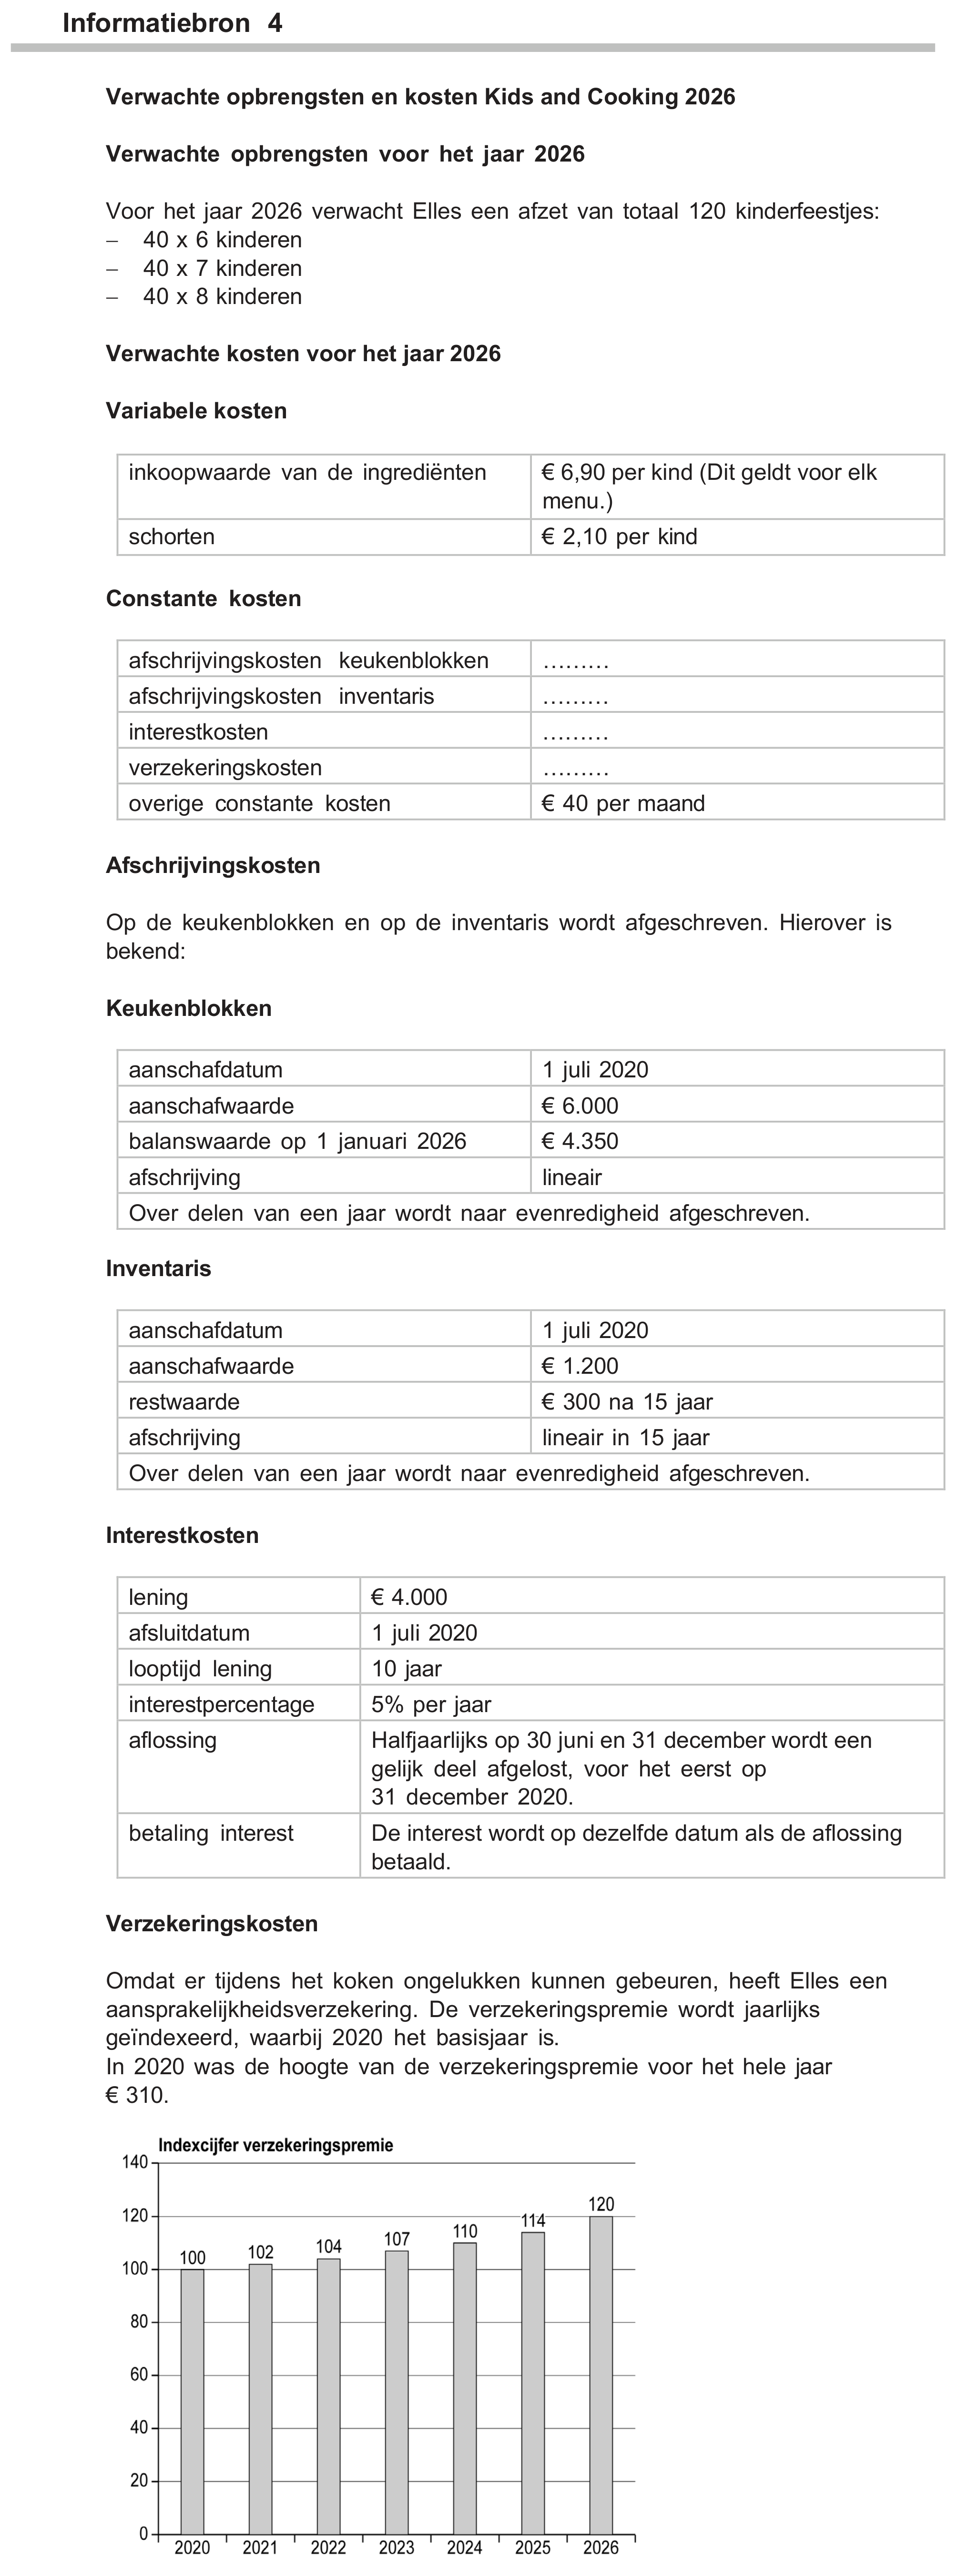 Informatiebron 4
Verwachte opbrengsten en kosten Kids and Cooking 2026
Verwachte opbrengsten voor het jaar 2026
Voor het jaar 2026 verwacht Elles een afzet van totaal 120 kinderfeestjes:
– 40 x 6 kinderen
– 40 x 7 kinderen
– 40 x 8 kinderen
Verwachte kosten voor het jaar 2026
Variabele kosten
inkoopwaarde van de ingrediënten € 6,90 per kind (Dit geldt voor elk
menu.)
schorten € 2,10 per kind
Constante kosten
afschrijvingskosten keukenblokken ………
afschrijvingskosten inventaris ………
interestkosten ………
verzekeringskosten ………
overige constante kosten € 40 per maand
Afschrijvingskosten
Op de keukenblokken en op de inventaris wordt afgeschreven. Hierover is
bekend:
Keukenblokken
aanschafdatum 1 juli 2020
aanschafwaarde € 6.000
balanswaarde op 1 januari 2026 € 4.350
afschrijving lineair
Over delen van een jaar wordt naar evenredigheid afgeschreven.
Inventaris
aanschafdatum 1 juli 2020
aanschafwaarde € 1.200
restwaarde € 300 na 15 jaar
afschrijving lineair in 15 jaar
Over delen van een jaar wordt naar evenredigheid afgeschreven.
Interestkosten
lening € 4.000
afsluitdatum 1 juli 2020
looptijd lening 10 jaar
interestpercentage 5% per jaar
aflossing Halfjaarlijks op 30 juni en 31 december wordt een
gelijk deel afgelost, voor het eerst op
31 december 2020.
betaling interest De interest wordt op dezelfde datum als de aflossing
betaald.
Verzekeringskosten
Omdat er tijdens het koken ongelukken kunnen gebeuren, heeft Elles een
aansprakelijkheidsverzekering. De verzekeringspremie wordt jaarlijks
geïndexeerd, waarbij 2020 het basisjaar is.
In 2020 was de hoogte van de verzekeringspremie voor het hele jaar
€ 310.
Indexcijfer verzekeringspremie
140
120
100
80
60
40
20
0
100 102 104 107 110 114 120
2020 2021 2022 2023 2024 2025 2026